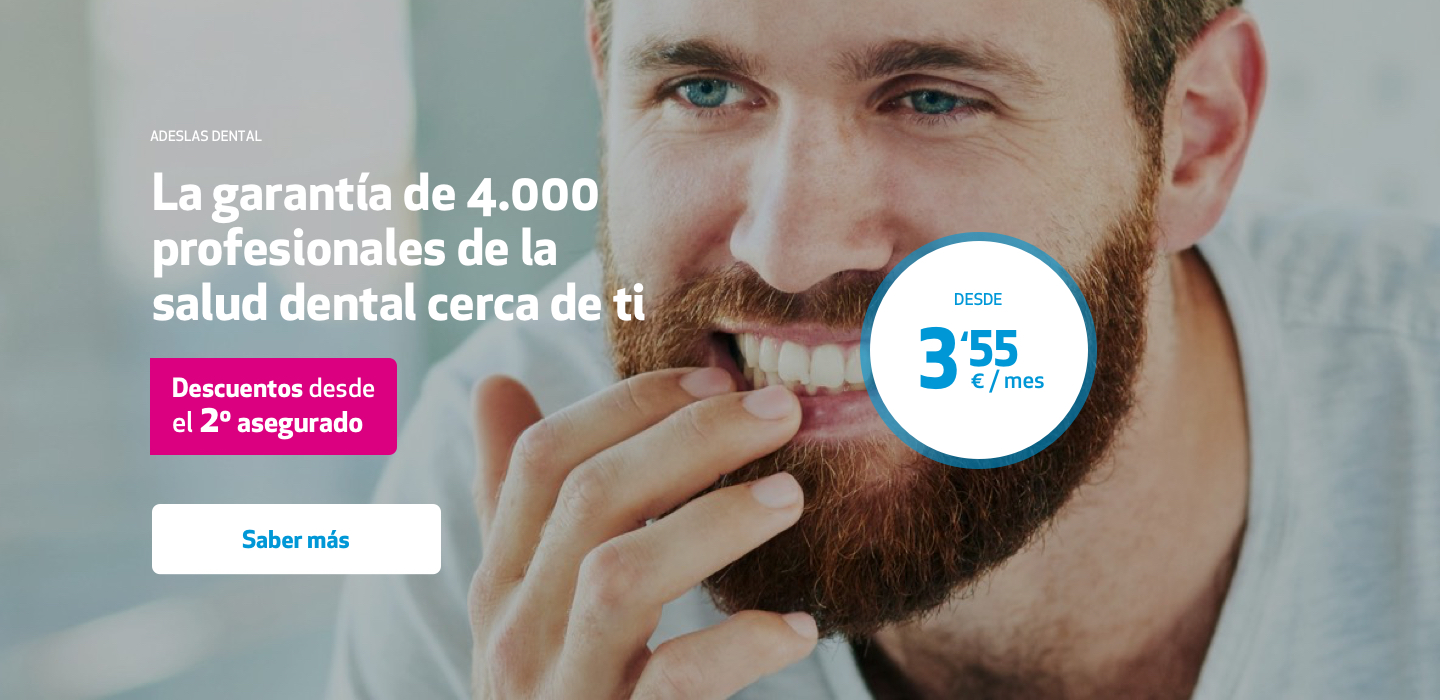 ADESLAS DENTAL
La garantía de 4.000
profesionales de la
salud dental cerca de ti
Descuentos desde
el 2º asegurado
Saber más
DESDE
3‘55
€ / mes